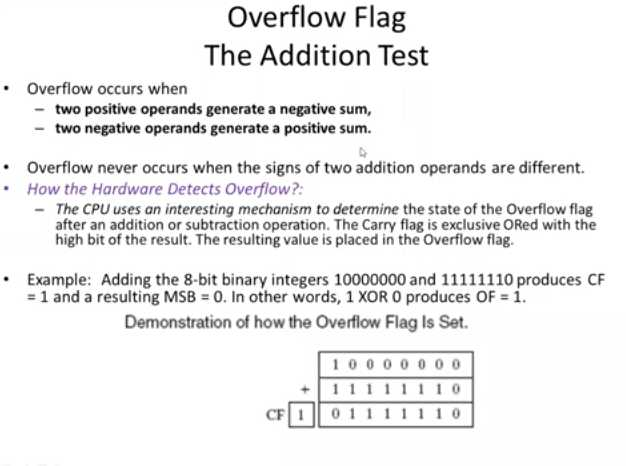 Overflow Flag
The Addition Test
• Overflow occurs when
– two positive operands generate a negative sum,
– two negative operands generate a positive sum.
• Overflow never occurs when the signs of two addition operands are different.
• How the Hardware Detects Overflow?:
– The CPU uses an interesting mechanism to determine the state of the Overflow flag
after an addition or subtraction operation. The Carry flag is exclusive ORed with the
high bit of the result. The resulting value is placed in the Overflow flag.
• Example: Adding the 8-bit binary integers 10000000 and 11111110 produces CF
= 1 and a resulting MSB = 0. In other words, 1 XOR 0 produces OF = 1.
Demonstration of how the Overflow Flag Is Set.
1 0 0 0 0 0 0 0
+ 1 1 1 1 1 1 1 0
CF 1 0 1 1 1 1 1 1 0